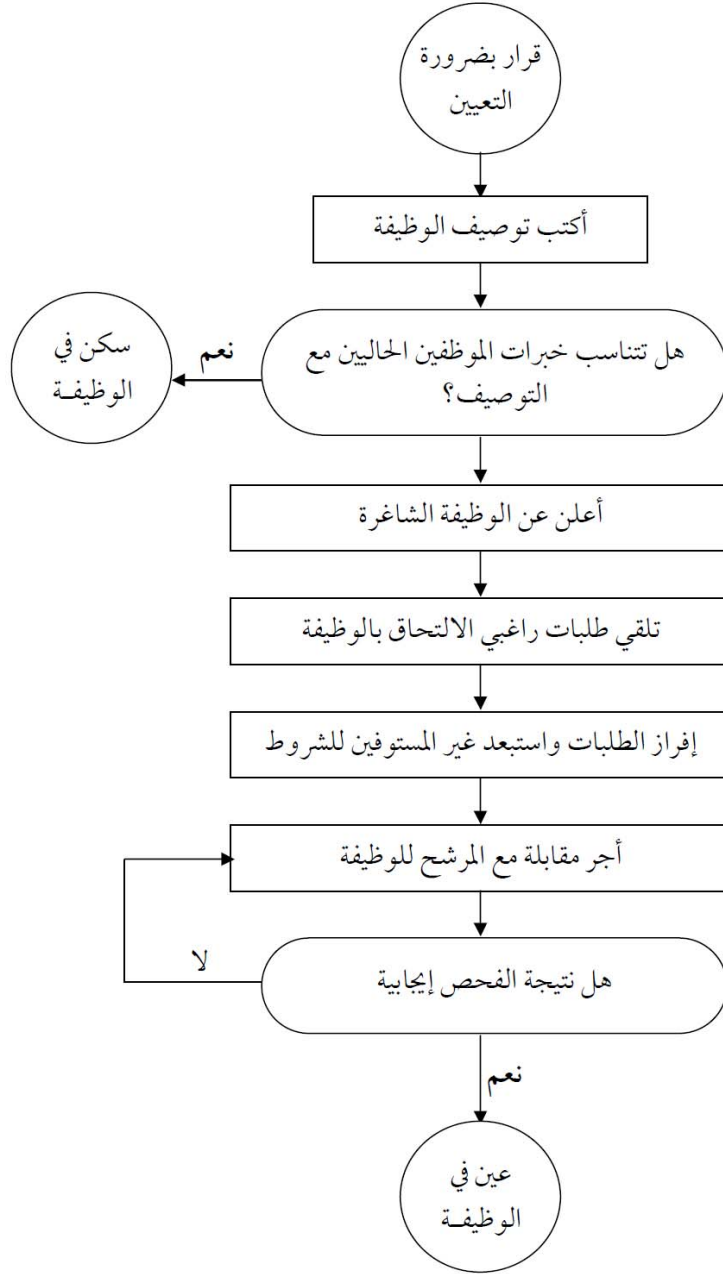 قرار بضرورة
التعيين
أكتب توصيف الوظيفة
هل تتناسب خبرات الموظفين الحاليين مع
التوصيف؟
نعم
سكن في
الوظيفـة
أعلن عن الوظيفة الشاغرة
تلقي طلبات راغبي الالتحاق بالوظيفة
إفراز الطلبات واستبعد غير المستوفين للشروط
أجر مقابلة مع المرشح للوظيفة
هل نتيجة الفحص إيجابية
لا
نعم
عين في
الوظيفـة